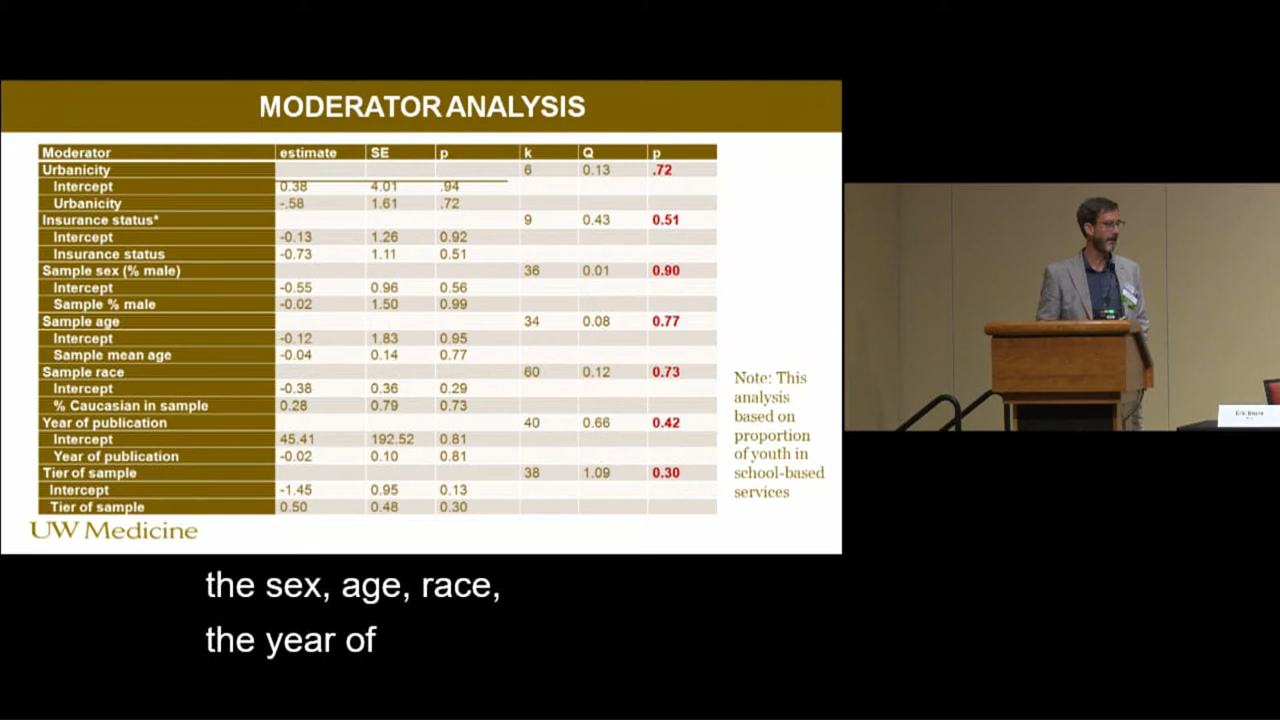 MODERATOR ANALYSIS
Moderator estimate SE p k Q p
Urbanicity 6 0.13 .72
Intercept 0.38 4.01 .94
Urbanicity -.58 1.61 .72
Insurance status* 9 0.43 0.51
Intercept -0.13 1.26 0.92
Insurance status -0.73 1.11 0.51
Sample sex (% male) 36 0.01 0.90
Intercept -0.55 0.96 0.56
Sample % male -0.02 1.50 0.99
Sample age 34 0.08 0.77
Intercept -0.12 1.83 0.95
Sample mean age -0.04 0.14 0.77
Sample race 60 0.12 0.73
Intercept -0.38 0.36 0.29
% Caucasian in sample 0.28 0.79 0.73
Year of publication 40 0.66 0.42
Intercept 45.41 192.52 0.81
Year of publication -0.02 0.10 0.81
Tier of sample 38 1.09 0.30
Intercept -1.45 0.95 0.13
Tier of sample 0.50 0.48 0.30
Note: This
analysis
based on
proportion
of youth in
school-based
services
UW Medicine
the sex, age, race,
the year of